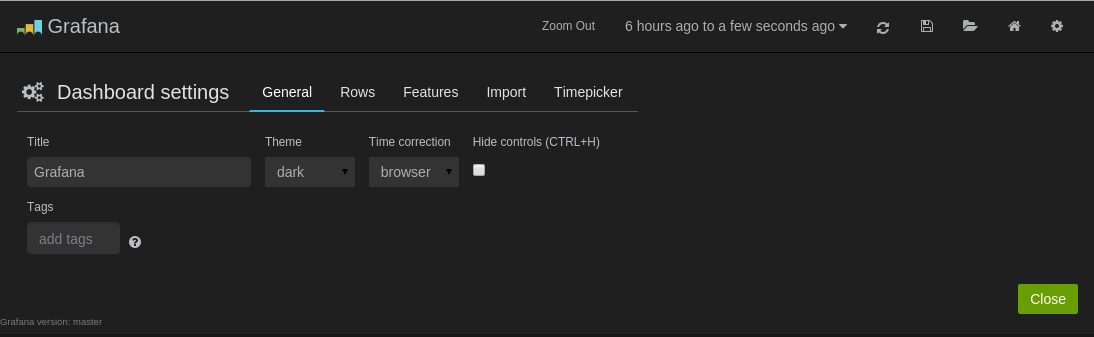 Grafana Zoom Out 6 hours ago to a few seconds ago
Dashboard settings General Rows Features Import Timepicker
Title Theme Time correction Hide controls (CTRL+H)
Grafana dark browser
Tags
add tags ?
Close
Grafana version: master